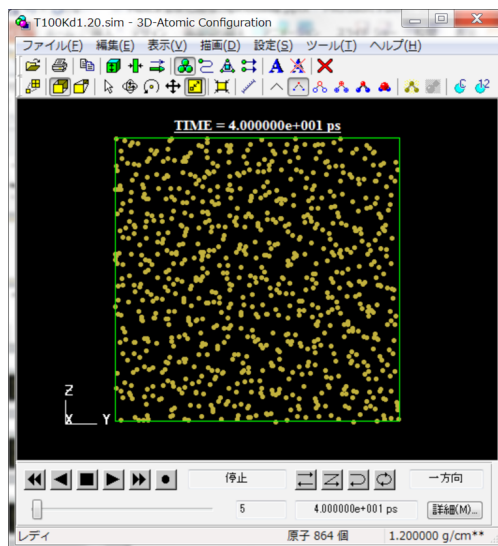 T100Kd1.20.sim - 3D-Atomic Configuration
ファイル(F) 編集(E) 表示(V) 描画(D) 設定(S) ツール(T) ヘルプ(H)
TIME = 4.000000e+001 ps
Z
X Y
停止 一方向
5 4.000000e+001 ps 詳細(M)...
レディ 原子 864 個 1.200000 g/cm**